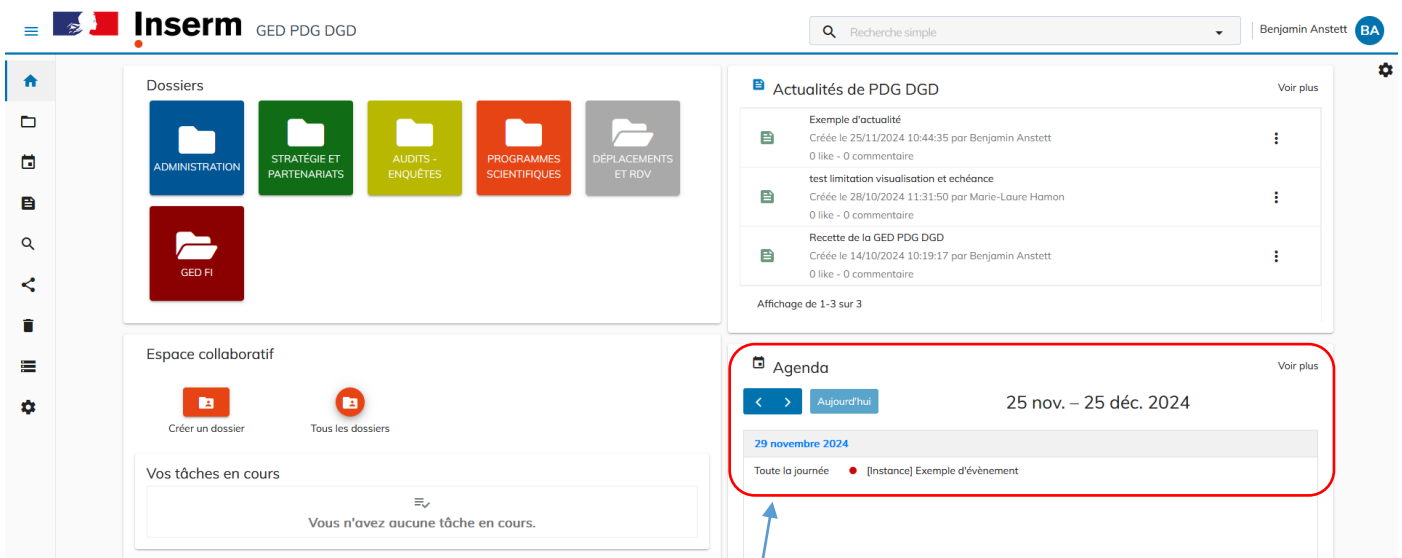 Inserm GED PDG DGD
Recherche simple
Benjamin Anstett BA
Dossiers
ADMINISTRATION
STRATÉGIE ET
PARTENARIATS
AUDITS -
ENQUÊTES
PROGRAMMES
SCIENTIFIQUES
DÉPLACEMENTS
ET RDV
GED FI
Actualités de PDG DGD Voir plus
Exemple d'actualité
Créée le 25/11/2024 10:44:35 par Benjamin Anstett
0 like - 0 commentaire
test limitation visualisation et echéance
Créée le 28/10/2024 11:31:50 par Marie-Laure Hamon
0 like - 0 commentaire
Recette de la GED PDG DGD
Créée le 14/10/2024 10:19:17 par Benjamin Anstett
0 like - 0 commentaire
Affichage de 1-3 sur 3
Espace collaboratif
Créer un dossier
Tous les dossiers
Vos tâches en cours
Vous n'avez aucune tâche en cours.
Agenda Voir plus
Aujourd'hui 25 nov. – 25 déc. 2024
29 novembre 2024
Toute la journée [Instance] Exemple d'évènement